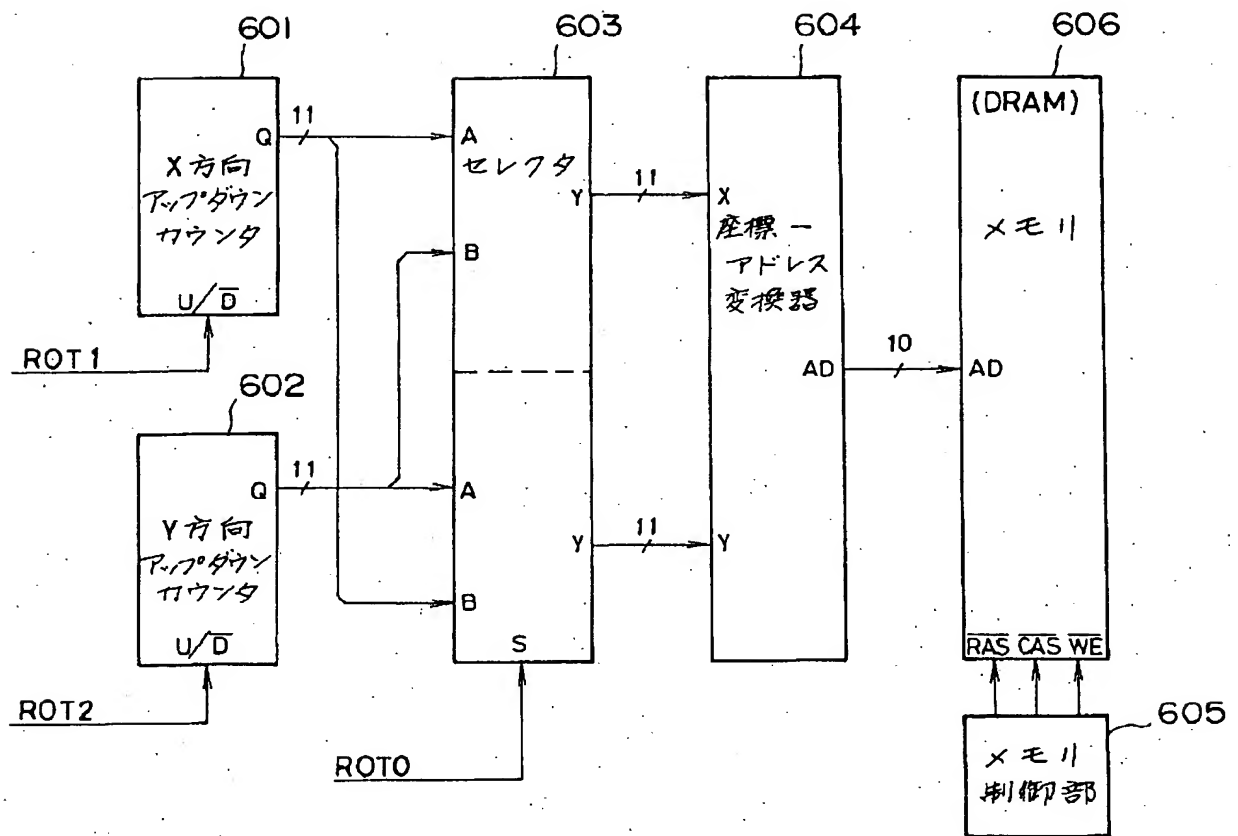 601
Q
11
X方向
アップダウン
カウンタ
U/D̅
ROT1
602
Q
11
Y方向
アップダウン
カウンタ
U/D̅
ROT2
603
A
セレクタ
Y
11
B
A
Y
11
B
S
ROT0
604
X
座標ー
アドレス
変換器
AD
10
Y
606
(DRAM)
メモリ
AD
R̅A̅S̅ C̅A̅S̅ W̅E̅
605
メモリ
制御部